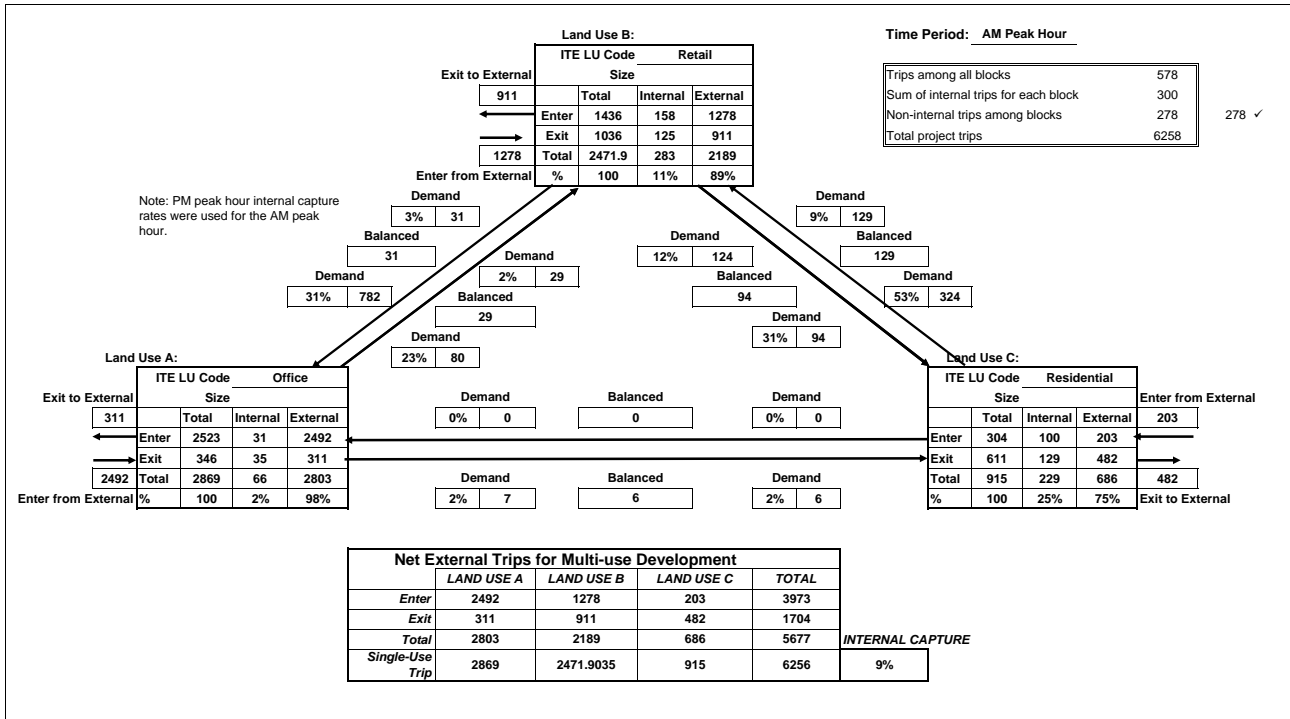 Land Use B:
Time Period: AM Peak Hour
ITE LU Code Retail
Exit to External Size
911 Total Internal External
Enter 1436 158 1278
Exit 1036 125 911
1278 Total 2471.9 283 2189
Enter from External % 100 11% 89%
Trips among all blocks 578
Sum of internal trips for each block 300
Non-internal trips among blocks 278 278 ✓
Total project trips 6258
Note: PM peak hour internal capture
rates were used for the AM peak
hour.
Demand
3% 31
Balanced
31
Demand
31% 782
Demand
2% 29
Balanced
29
Demand
23% 80
Demand
12% 124
Balanced
94
Demand
31% 94
Demand
9% 129
Balanced
129
Demand
53% 324
Land Use A:
ITE LU Code Office
Exit to External Size
311 Total Internal External
Enter 2523 31 2492
Exit 346 35 311
2492 Total 2869 66 2803
Enter from External % 100 2% 98%
Demand Balanced Demand
0% 0 0 0% 0
Demand Balanced Demand
2% 7 6 2% 6
Land Use C:
ITE LU Code Residential
Size Enter from External
Total Internal External 203
Enter 304 100 203
Exit 611 129 482
Total 915 229 686 482
% 100 25% 75% Exit to External
Net External Trips for Multi-use Development
LAND USE A LAND USE B LAND USE C TOTAL
Enter 2492 1278 203 3973
Exit 311 911 482 1704
Total 2803 2189 686 5677 INTERNAL CAPTURE
Single-Use
Trip 2869 2471.9035 915 6256 9%